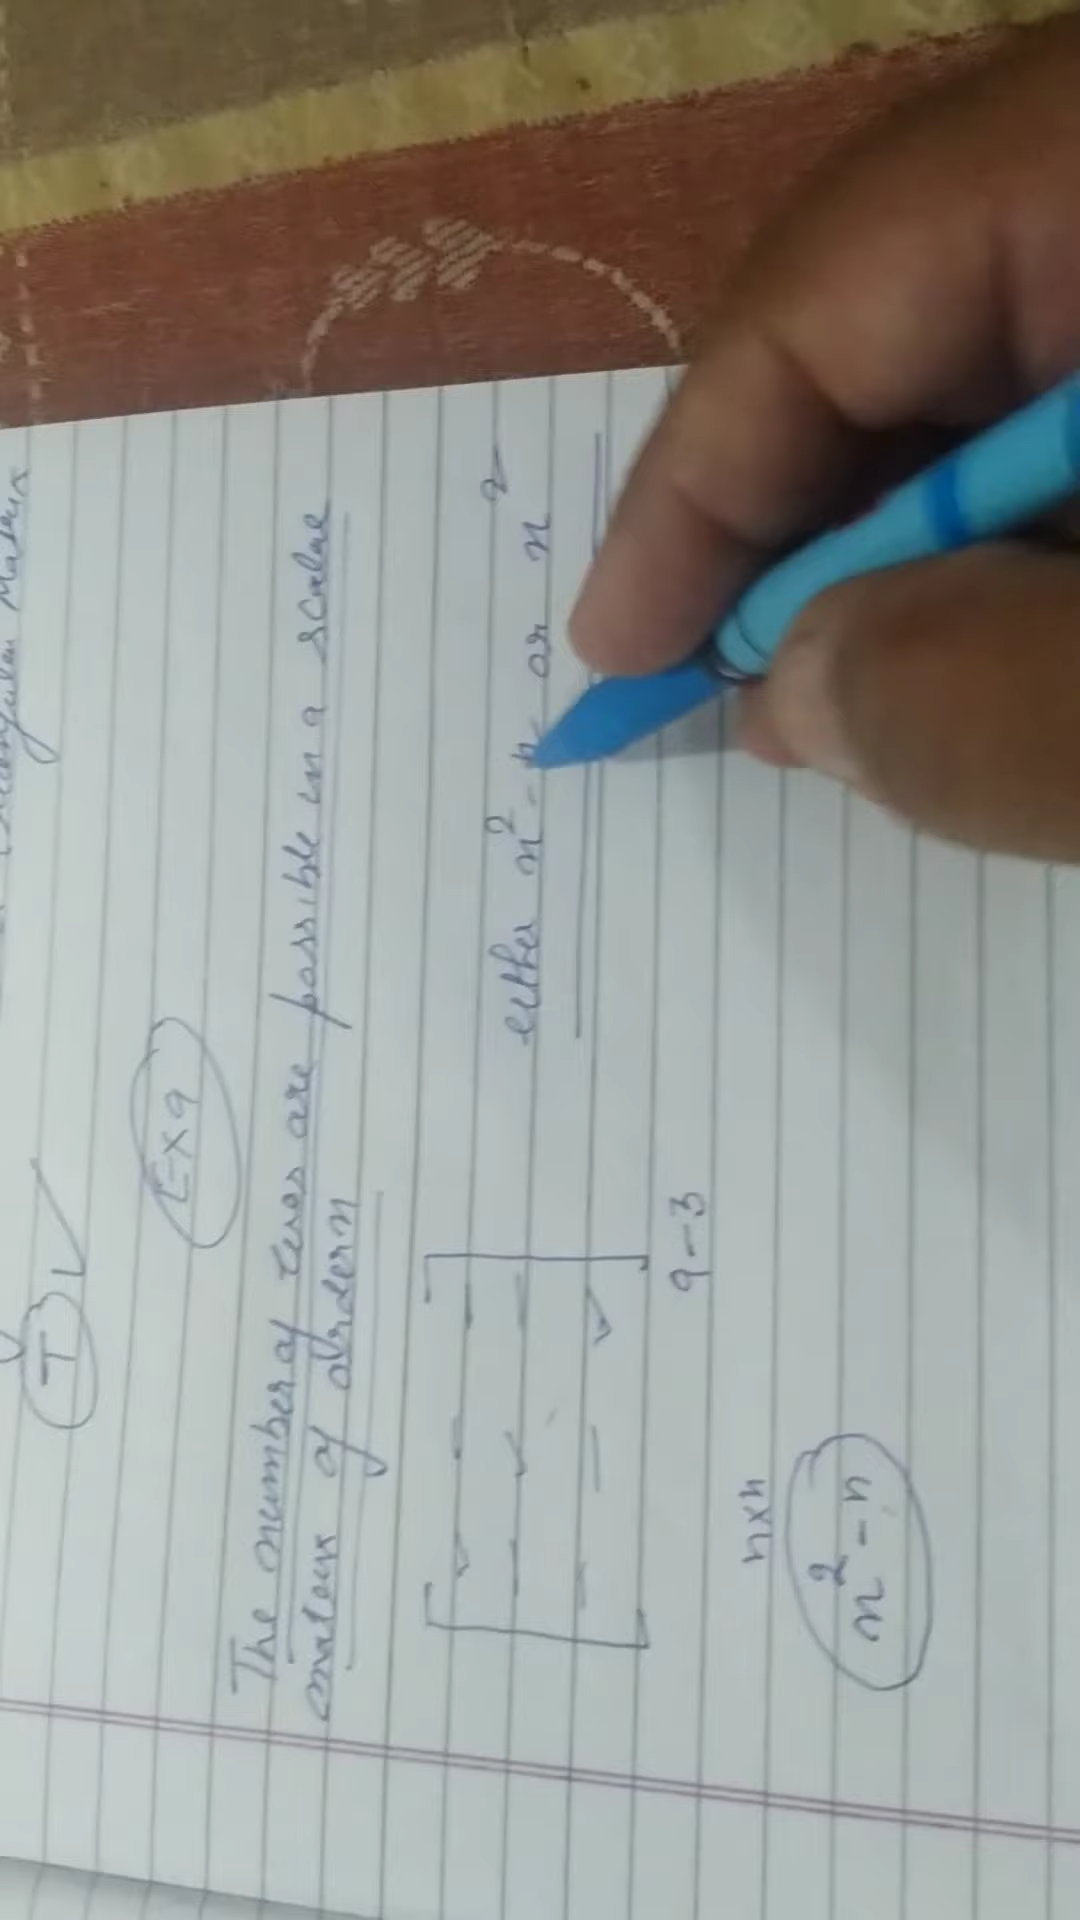 Matrix
T
Ex 9
The number of zeros are possible in a scalar
matrix of order n
either n² - n or n²
9 - 3
n×n
n² - n